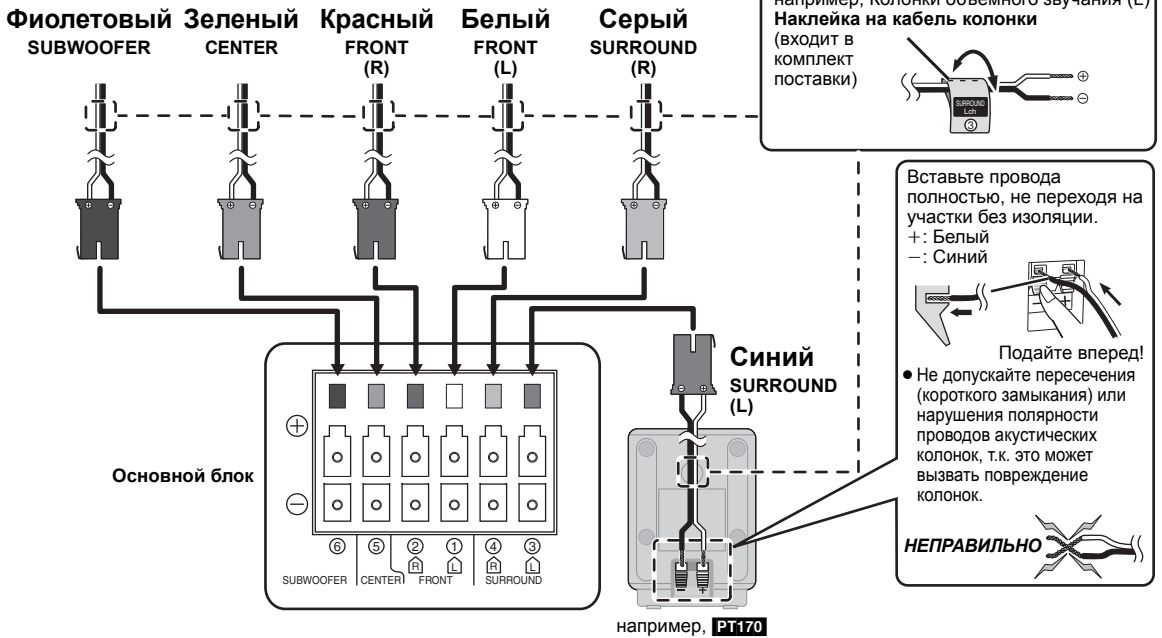 например, Колонки объемного звучания (L)
Наклейка на кабель колонки
(входит в
комплект
поставки)
SURROUND
Lch
③
⊕
⊖
Фиолетовый
SUBWOOFER
Зеленый
CENTER
Красный
FRONT
(R)
Белый
FRONT
(L)
Серый
SURROUND
(R)
Вставьте провода
полностью, не переходя на
участки без изоляции.
+: Белый
−: Синий
Подайте вперед!
● Не допускайте пересечения
(короткого замыкания) или
нарушения полярности
проводов акустических
колонок, т.к. это может
вызвать повреждение
колонок.
НЕПРАВИЛЬНО
Синий
SURROUND
(L)
Основной блок
⊕
⊖
⑥ ⑤ ② ① ④ ③
R L R L
SUBWOOFER CENTER FRONT SURROUND
− +
например, PT170